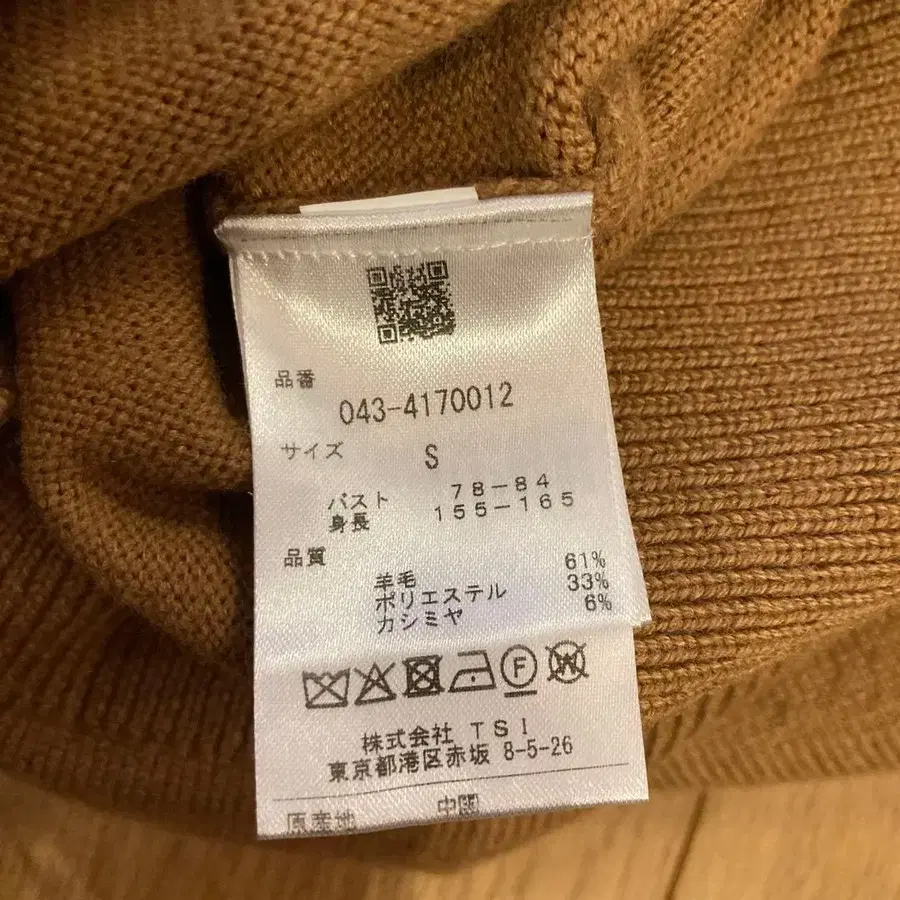 品番
043-4170012
サイズ S
バスト 78-84
身長 155-165
品質
羊毛 61%
ポリエステル 33%
カシミヤ 6%
F W
株式会社 TSI
東京都港区赤坂 8-5-26
原産地 中国